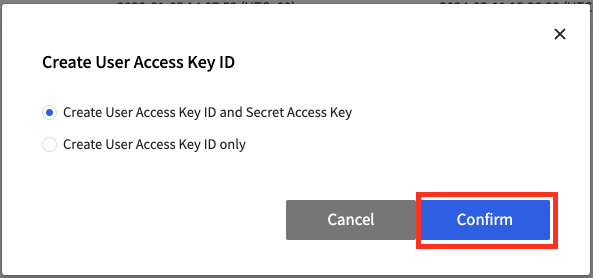 Create User Access Key ID
Create User Access Key ID and Secret Access Key
Create User Access Key ID only
Cancel Confirm